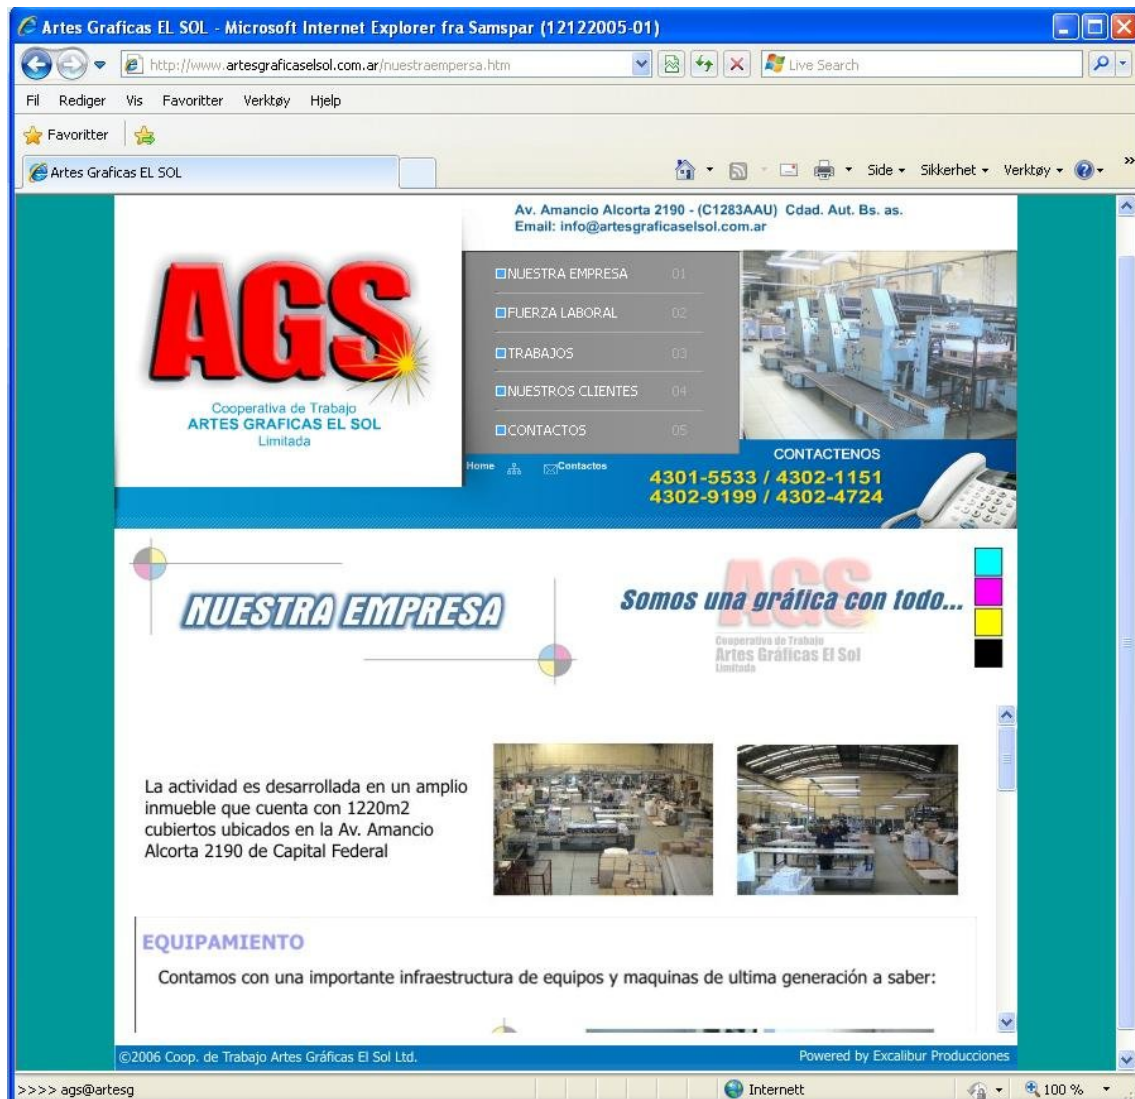 Artes Graficas EL SOL - Microsoft Internet Explorer fra Samspar (12122005-01)
http://www.artesgraficaselsol.com.ar/nuestraempersa.htm
Live Search
Fil Rediger Vis Favoritter Verktøy Hjelp
Favoritter
Artes Graficas EL SOL
Side Sikkerhet Verktøy
Av. Amancio Alcorta 2190 - (C1283AAU) Cdad. Aut. Bs. as.
Email: info@artesgraficaselsol.com.ar
AGS
Cooperativa de Trabajo
ARTES GRAFICAS EL SOL
Limitada
NUESTRA EMPRESA 01
FUERZA LABORAL 02
TRABAJOS 03
NUESTROS CLIENTES 04
CONTACTOS 05
Home Contactos
CONTACTENOS
4301-5533 / 4302-1151
4302-9199 / 4302-4724
NUESTRA EMPRESA
AGS
Somos una gráfica con todo...
Cooperativa de Trabajo
Artes Gráficas El Sol
Limitada
La actividad es desarrollada en un amplio
inmueble que cuenta con 1220m2
cubiertos ubicados en la Av. Amancio
Alcorta 2190 de Capital Federal
EQUIPAMIENTO
Contamos con una importante infraestructura de equipos y maquinas de ultima generación a saber:
©2006 Coop. de Trabajo Artes Gráficas El Sol Ltd.
Powered by Excalibur Producciones
>>>> ags@artesg
Internett
100 %